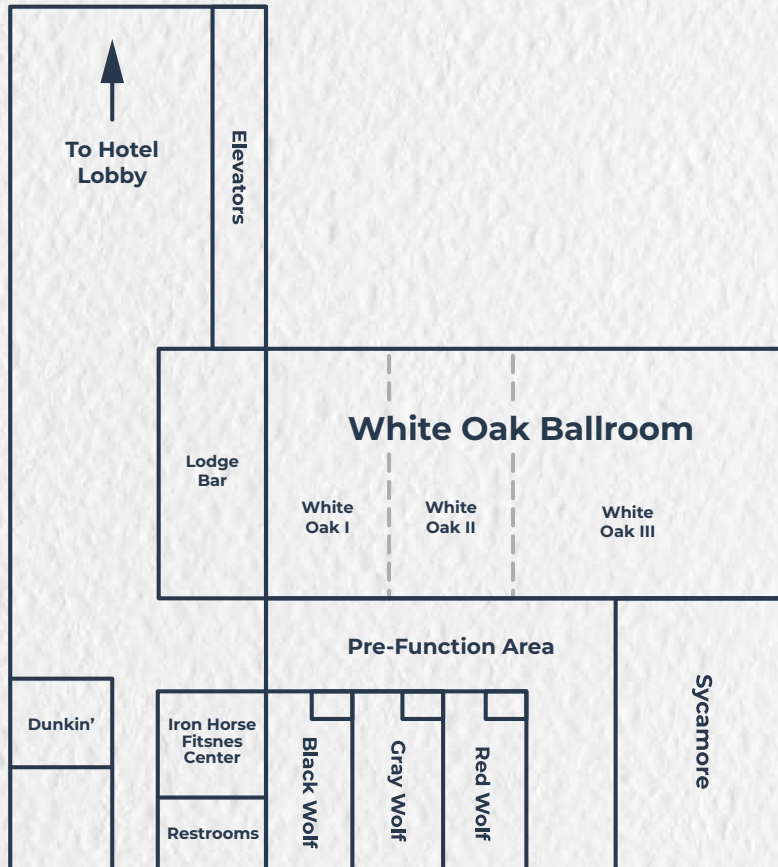 To Hotel
Lobby
Elevators
White Oak Ballroom
Lodge
Bar
White
Oak I
White
Oak II
White
Oak III
Pre-Function Area
Sycamore
Dunkin’
Iron Horse
Fitsnes
Center
Black Wolf
Gray Wolf
Red Wolf
Restrooms